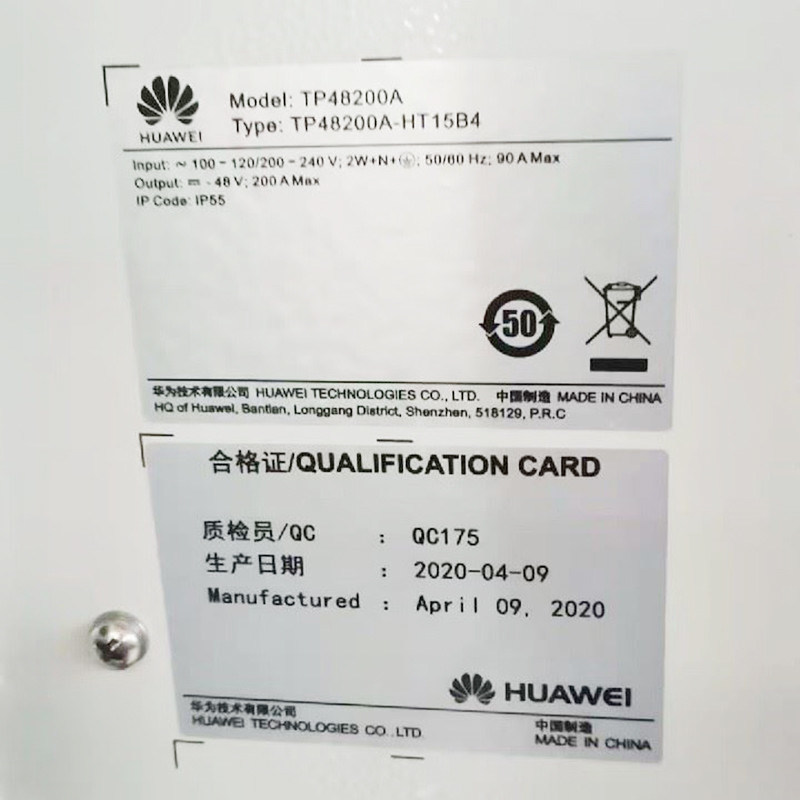 HUAWEI
Model: TP48200A
Type: TP48200A-HT15B4
Input: ~ 100-120/200-240 V; 2W+N+⏚; 50/60 Hz; 90 A Max
Output: ⎓ -48 V; 200 A Max
IP Code: IP55
50
华为技术有限公司 HUAWEI TECHNOLOGIES CO., LTD. 中国制造 MADE IN CHINA
HQ of Huawei, Bantian, Longgang District, Shenzhen, 518129, P.R.C
合格证/QUALIFICATION CARD
质检员/QC : QC175
生产日期 : 2020-04-09
Manufactured : April 09, 2020
HUAWEI
华为技术有限公司
HUAWEI TECHNOLOGIES CO., LTD.
中国制造
MADE IN CHINA